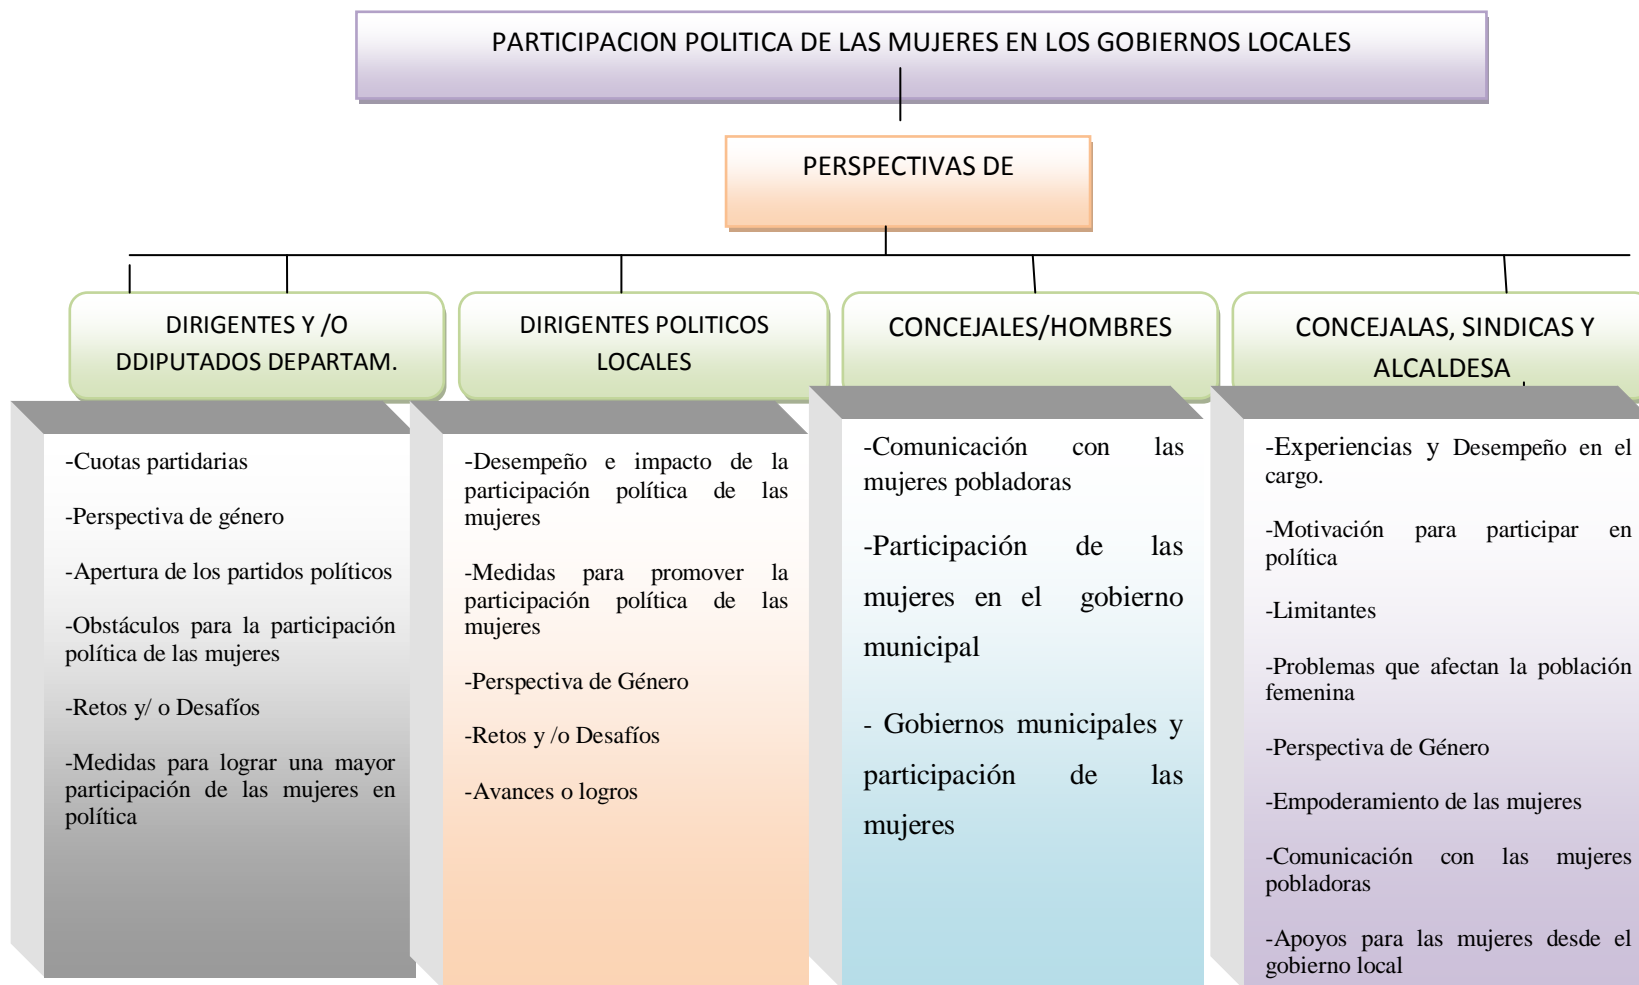 PARTICIPACION POLITICA DE LAS MUJERES EN LOS GOBIERNOS LOCALES
PERSPECTIVAS DE
DIRIGENTES Y /O
DDIPUTADOS DEPARTAM.
-Cuotas partidarias
-Perspectiva de género
-Apertura de los partidos políticos
-Obstáculos para la participación
política de las mujeres
-Retos y/ o Desafíos
-Medidas para lograr una mayor
participación de las mujeres en
política
DIRIGENTES POLITICOS
LOCALES
-Desempeño e impacto de la
participación política de las
mujeres
-Medidas para promover la
participación política de las
mujeres
-Perspectiva de Género
-Retos y /o Desafíos
-Avances o logros
CONCEJALES/HOMBRES
-Comunicación con las
mujeres pobladoras
-Participación de las
mujeres en el gobierno
municipal
- Gobiernos municipales y
participación de las
mujeres
CONCEJALAS, SINDICAS Y
ALCALDESA
-Experiencias y Desempeño en el
cargo.
-Motivación para participar en
política
-Limitantes
-Problemas que afectan la población
femenina
-Perspectiva de Género
-Empoderamiento de las mujeres
-Comunicación con las mujeres
pobladoras
-Apoyos para las mujeres desde el
gobierno local